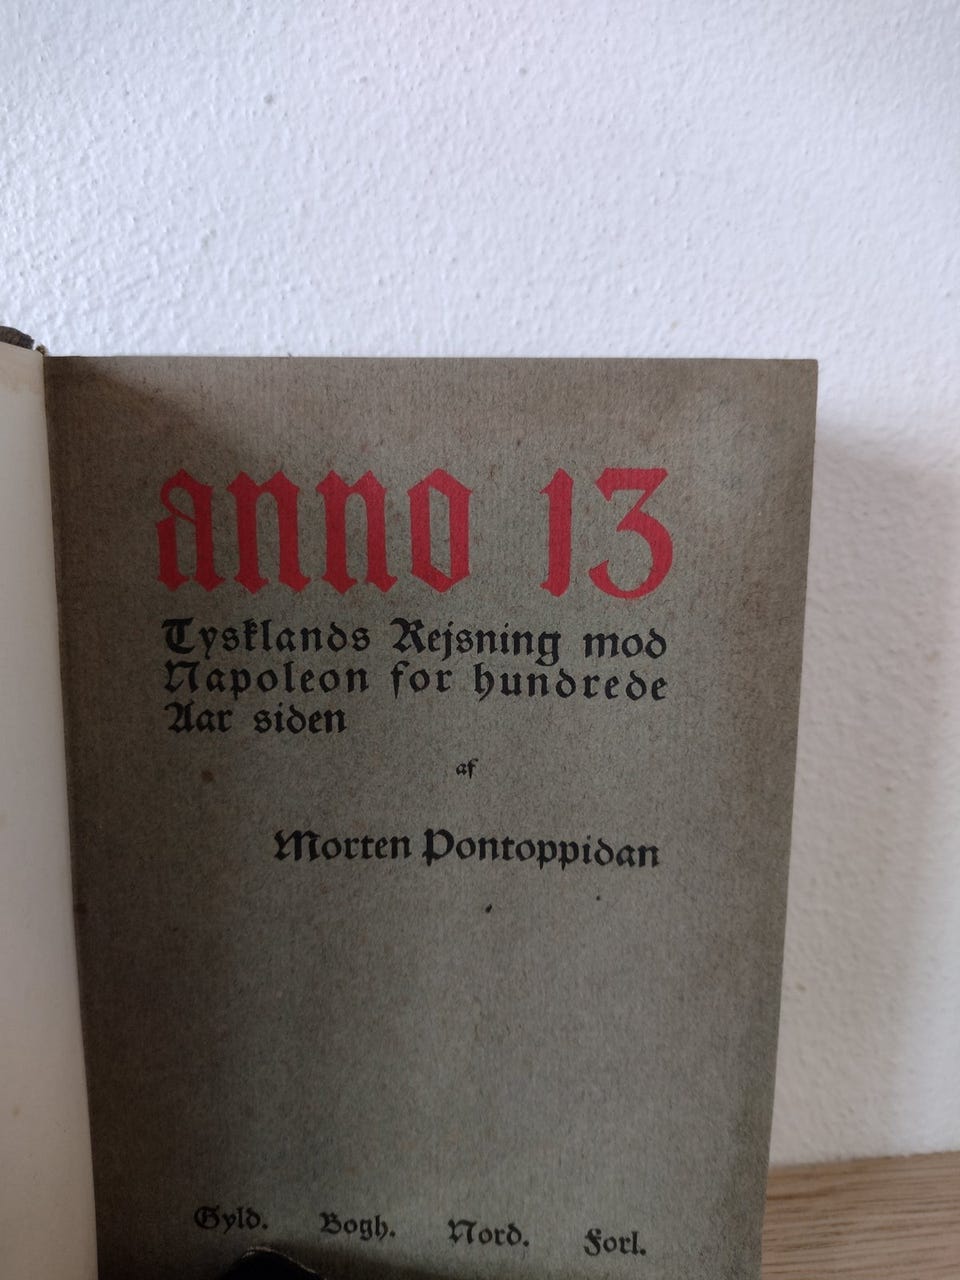 anno 13
Tysklands Rejsning mod
Napoleon for hundrede
Aar siden
af
Morten Pontoppidan
Gyld. Bogh. Nord. Forl.